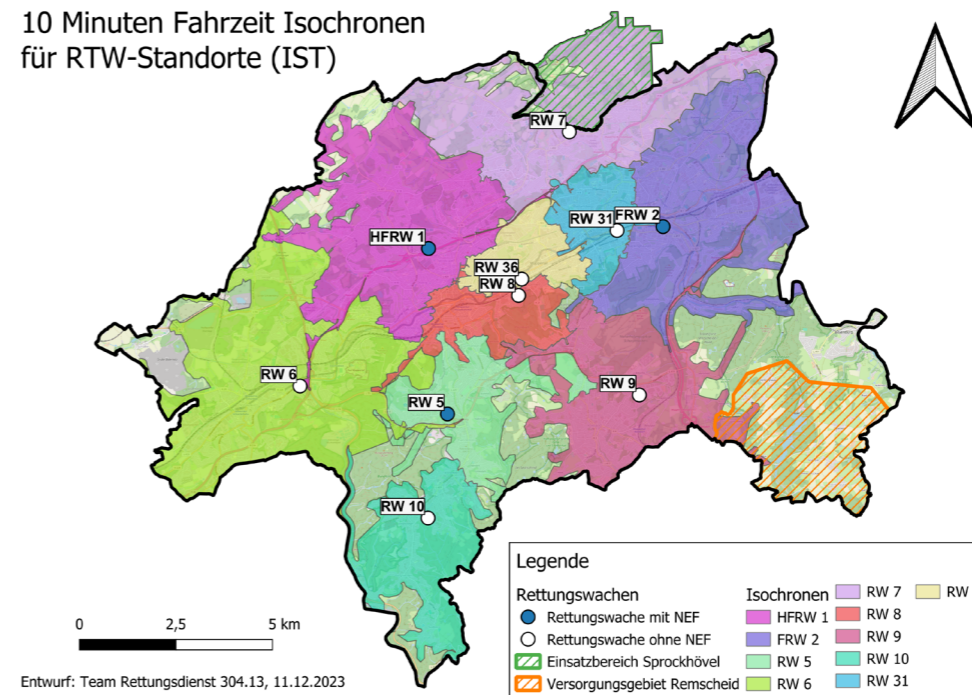 10 Minuten Fahrzeit Isochronen
für RTW-Standorte (IST)
RW 7
RW 31
FRW 2
HFRW 1
RW 36
RW 8
RW 6
RW 9
RW 5
RW 10
0 2,5 5 km
Entwurf: Team Rettungsdienst 304.13, 11.12.2023
Legende
Rettungswachen
Rettungswache mit NEF
Rettungswache ohne NEF
Einsatzbereich Sprockhövel
Versorgungsgebiet Remscheid
Isochronen
HFRW 1
FRW 2
RW 5
RW 6
RW 7
RW 8
RW 9
RW 10
RW 31
RW